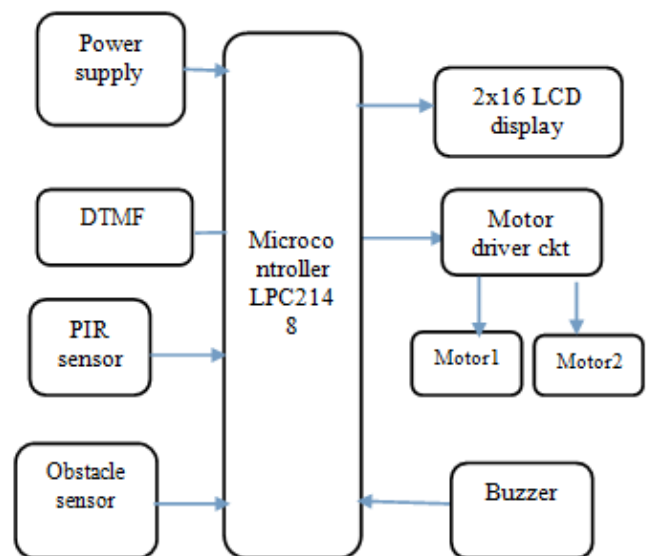 Power
supply
2x16 LCD
display
DTMF
Motor
driver ckt
Microco
ntroller
LPC214
8
PIR
sensor
Motor1
Motor2
Obstacle
sensor
Buzzer